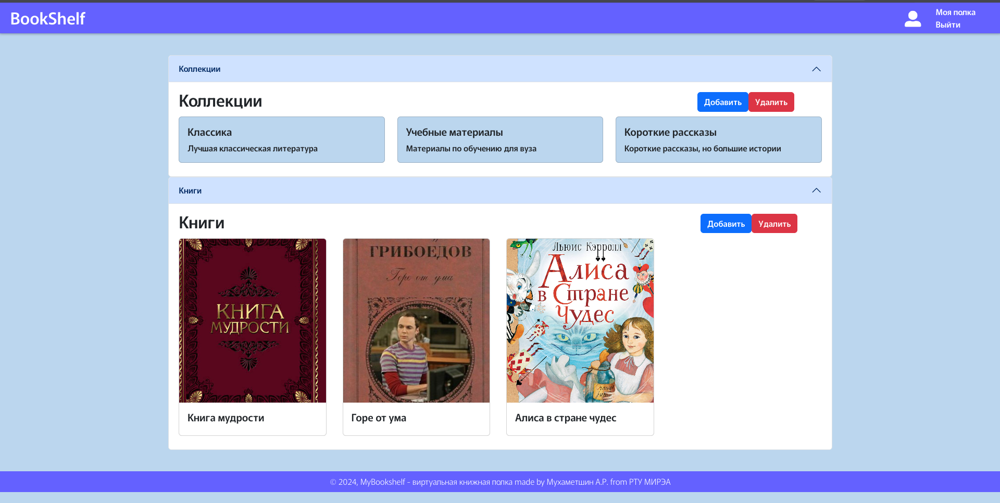 BookShelf
Моя полка
Выйти
Коллекции
Коллекции
Добавить Удалить
Классика
Лучшая классическая литература
Учебные материалы
Материалы по обучению для вуза
Короткие рассказы
Короткие рассказы, но большие истории
Книги
Книги
Добавить Удалить
КНИГА
МУДРОСТИ
Книга мудрости
ГРИБОЕДОВ
Горе от ума
Горе от ума
Льюис Кэрролл
Алиса
в Стране
Чудес
Алиса в стране чудес
© 2024, MyBookshelf - виртуальная книжная полка made by Мухаметшин А.Р. from РТУ МИРЭА